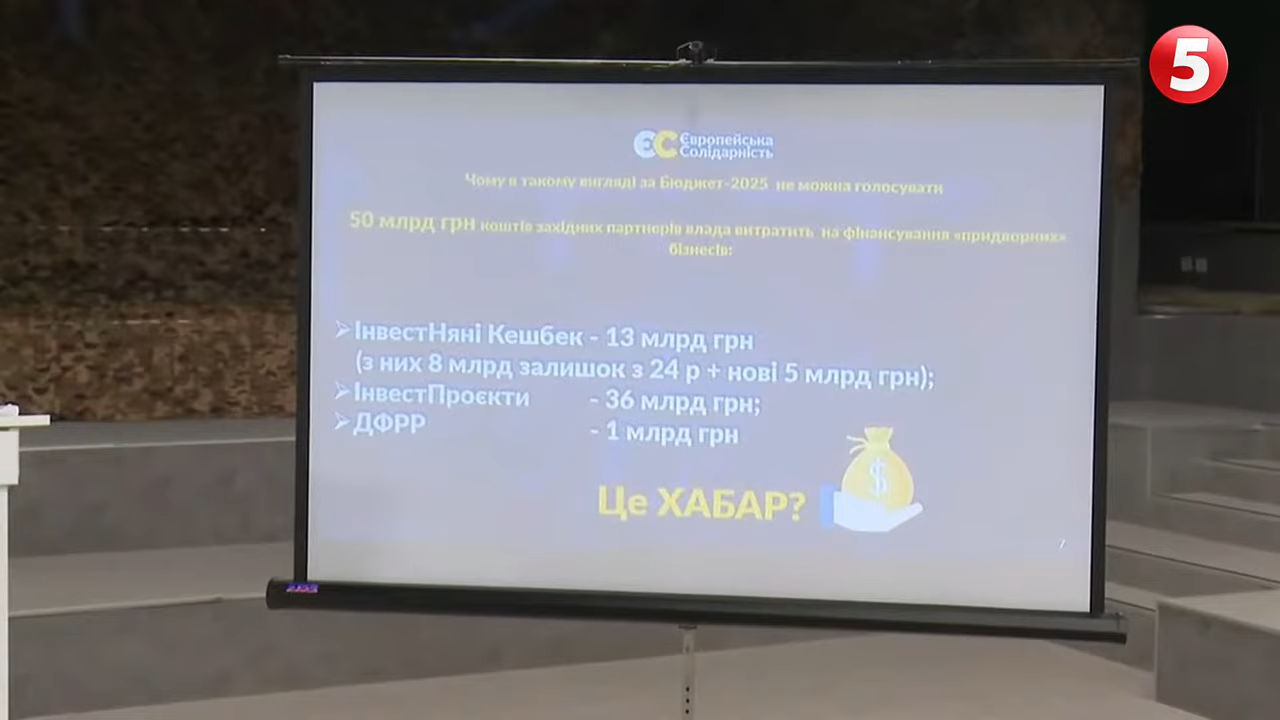 5
ЄС Європейська
Солідарність
Чому в такому вигляді за Бюджет-2025 не можна голосувати
50 млрд грн коштів західних партнерів влада витратить на фінансування «придворних»
бізнесів:
➢ІнвестНяні Кешбек - 13 млрд грн
(з них 8 млрд залишок з 24 р + нові 5 млрд грн);
➢ІнвестПроєкти - 36 млрд грн;
➢ДФРР - 1 млрд грн
Це ХАБАР?
$
7